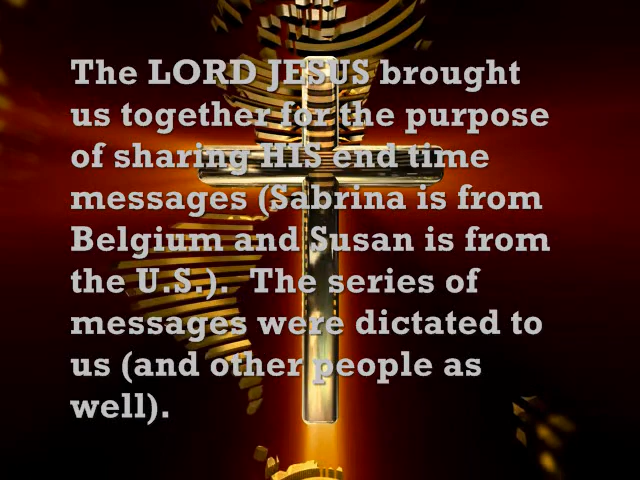 The LORD JESUS brought
us together for the purpose
of sharing HIS end time
messages (Sabrina is from
Belgium and Susan is from
the U.S.).  The series of
messages were dictated to
us (and other people as
well).